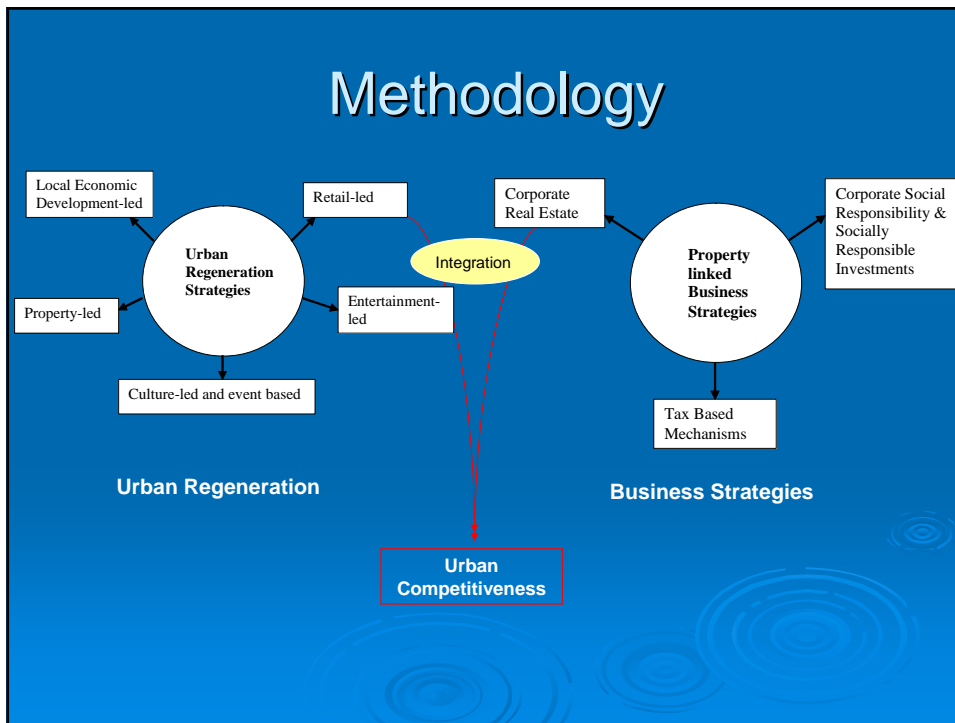 Methodology
Local Economic
Development-led
Retail-led
Urban
Regeneration
Strategies
Property-led
Entertainment-
led
Culture-led and event based
Urban Regeneration
Integration
Corporate
Real Estate
Corporate Social
Responsibility &
Socially
Responsible
Investments
Property
linked
Business
Strategies
Tax Based
Mechanisms
Business Strategies
Urban
Competitiveness